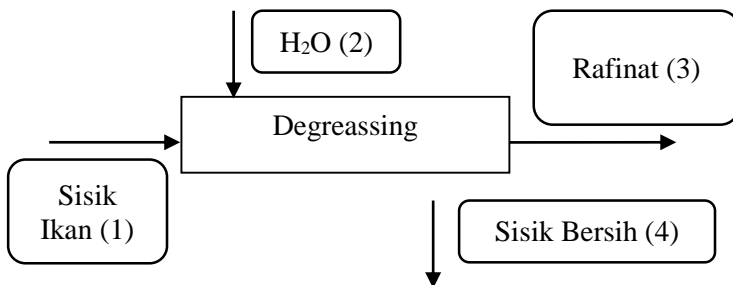 H₂O (2)
Rafinat (3)
Degreassing
Sisik
Ikan (1)
Sisik Bersih (4)